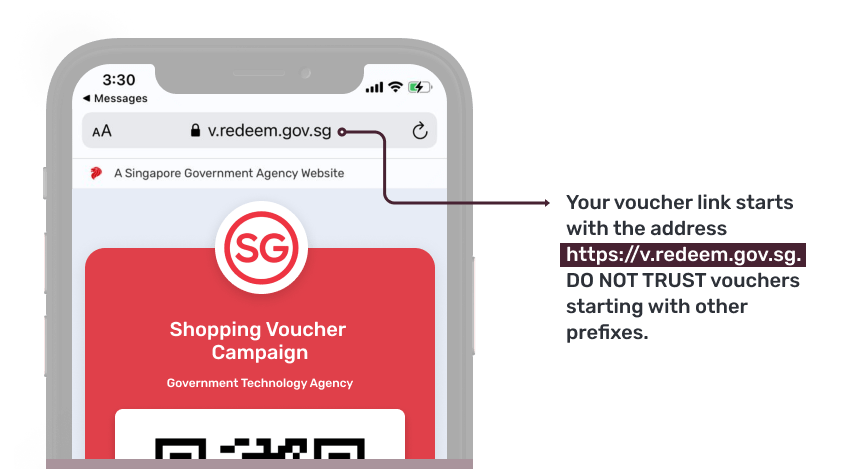 3:30
Messages
AA
v.redeem.gov.sg
A Singapore Government Agency Website
SG
Shopping Voucher
Campaign
Government Technology Agency
Your voucher link starts
with the address
https://v.redeem.gov.sg.
DO NOT TRUST vouchers
starting with other
prefixes.